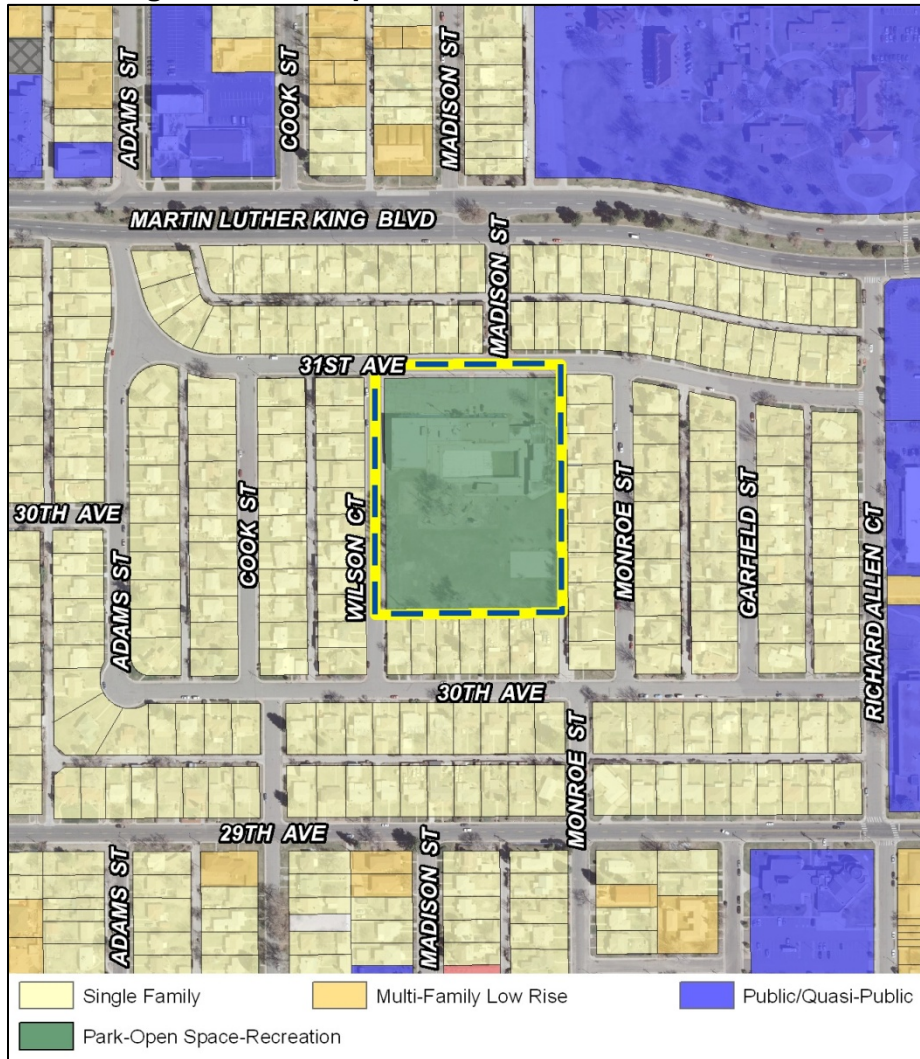 ADAMS ST
COOK ST
MADISON ST
MARTIN LUTHER KING BLVD
MADISON ST
31ST AVE
30TH AVE
ADAMS ST
COOK ST
WILSON CT
MONROE ST
GARFIELD ST
RICHARD ALLEN CT
30TH AVE
29TH AVE
MONROE ST
ADAMS ST
MADISON ST
Single Family
Multi-Family Low Rise
Public/Quasi-Public
Park-Open Space-Recreation